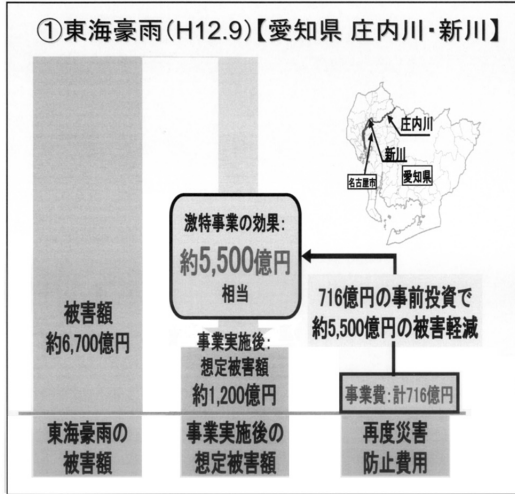 ①東海豪雨(H12.9)【愛知県 庄内川・新川】
庄内川
新川
名古屋市
愛知県
激特事業の効果:
約5,500億円
相当
716億円の事前投資で
約5,500億円の被害軽減
被害額
約6,700億円
事業実施後:
想定被害額
約1,200億円
事業費:計716億円
東海豪雨の
被害額
事業実施後の
想定被害額
再度災害
防止費用